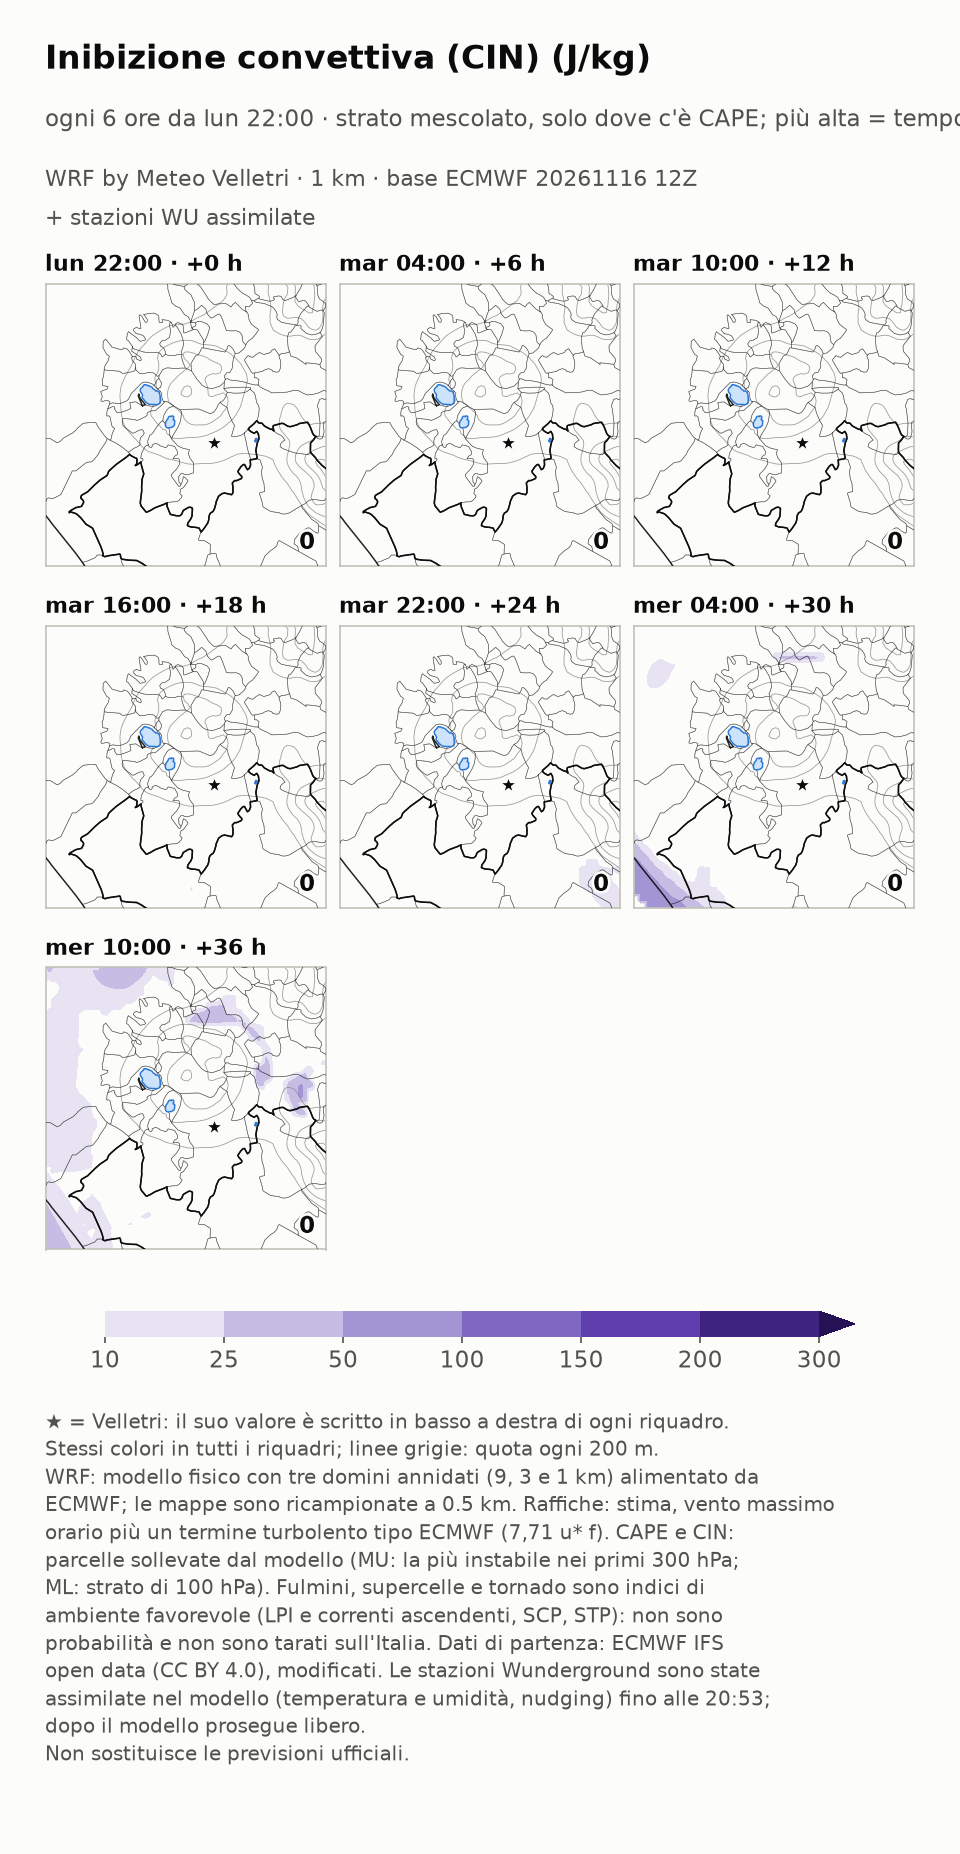 Inibizione convettiva (CIN) (J/kg)
ogni 6 ore da lun 22:00 · strato mescolato, solo dove c'è CAPE; più alta = tempo
WRF by Meteo Velletri · 1 km · base ECMWF 20261116 12Z
+ stazioni WU assimilate
lun 22:00 · +0 h
mar 04:00 · +6 h
mar 10:00 · +12 h
0
0
0
mar 16:00 · +18 h
mar 22:00 · +24 h
mer 04:00 · +30 h
0
0
0
mer 10:00 · +36 h
0
10 25 50 100 150 200 300
★ = Velletri: il suo valore è scritto in basso a destra di ogni riquadro.
Stessi colori in tutti i riquadri; linee grigie: quota ogni 200 m.
WRF: modello fisico con tre domini annidati (9, 3 e 1 km) alimentato da
ECMWF; le mappe sono ricampionate a 0.5 km. Raffiche: stima, vento massimo
orario più un termine turbolento tipo ECMWF (7,71 u* f). CAPE e CIN:
parcelle sollevate dal modello (MU: la più instabile nei primi 300 hPa;
ML: strato di 100 hPa). Fulmini, supercelle e tornado sono indici di
ambiente favorevole (LPI e correnti ascendenti, SCP, STP): non sono
probabilità e non sono tarati sull'Italia. Dati di partenza: ECMWF IFS
open data (CC BY 4.0), modificati. Le stazioni Wunderground sono state
assimilate nel modello (temperatura e umidità, nudging) fino alle 20:53;
dopo il modello prosegue libero.
Non sostituisce le previsioni ufficiali.